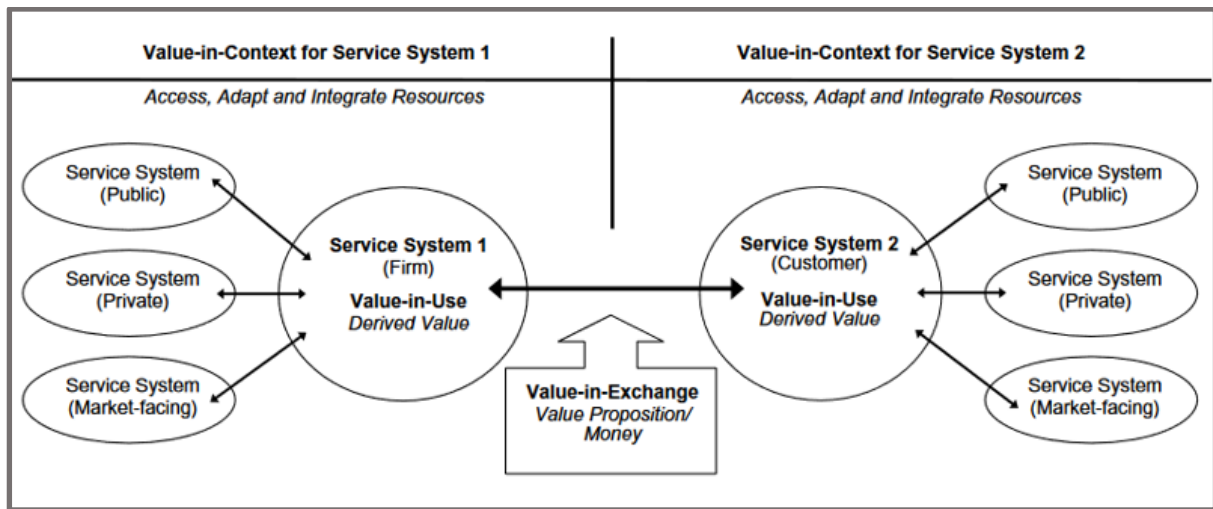 Value-in-Context for Service System 1
Value-in-Context for Service System 2
Access, Adapt and Integrate Resources
Access, Adapt and Integrate Resources
Service System
(Public)
Service System
(Private)
Service System
(Market-facing)
Service System 1
(Firm)
Value-in-Use
Derived Value
Value-in-Exchange
Value Proposition/
Money
Service System 2
(Customer)
Value-in-Use
Derived Value
Service System
(Public)
Service System
(Private)
Service System
(Market-facing)